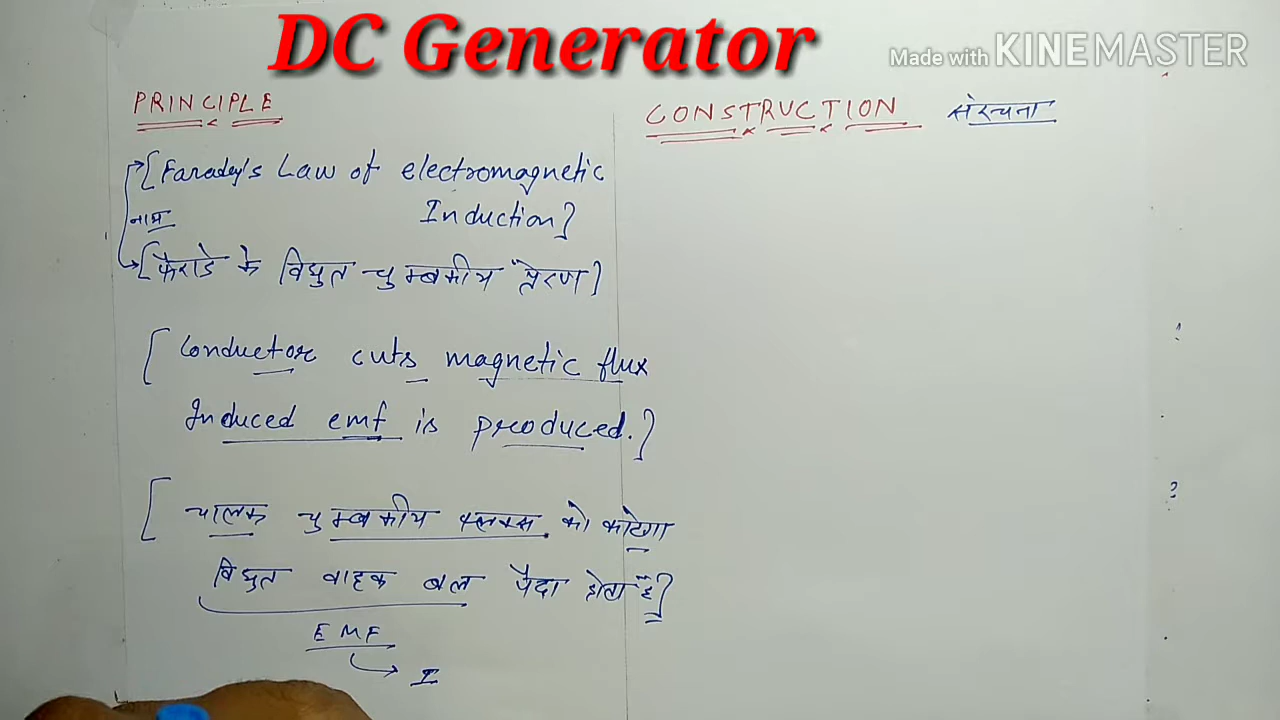 DC Generator
Made with KINEMASTER
PRINCIPLE
[Faraday's Law of electromagnetic
नाम
Induction]
[फैराडे के विधुत चुम्बकीय प्रेरण]
[Conductor cuts magnetic flux
Induced emf is produced.]
[चालक चुम्बकीय फ्लक्स को काटेगा
विधुत वाहक बल पैदा होता है]
EMF
I
CONSTRUCTION संरचना